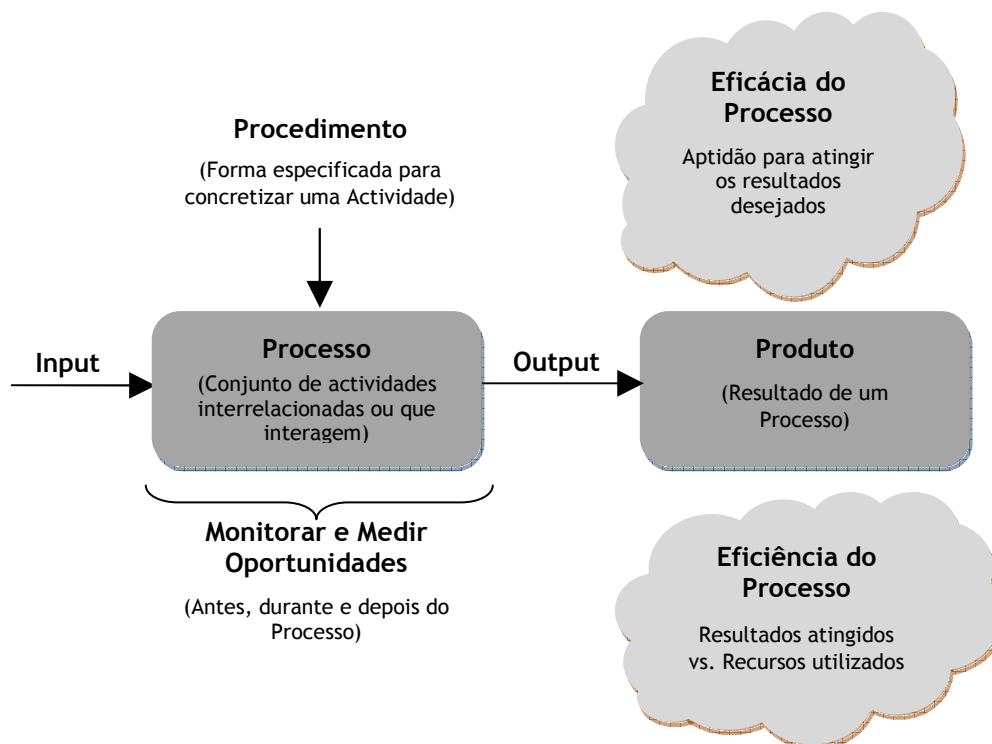 Eficácia do
Processo
Aptidão para atingir
os resultados
desejados
Procedimento
(Forma especificada para
concretizar uma Actividade)
Input
Processo
(Conjunto de actividades
interrelacionadas ou que
interagem)
Output
Produto
(Resultado de um
Processo)
Monitorar e Medir
Oportunidades
(Antes, durante e depois do
Processo)
Eficiência do
Processo
Resultados atingidos
vs. Recursos utilizados